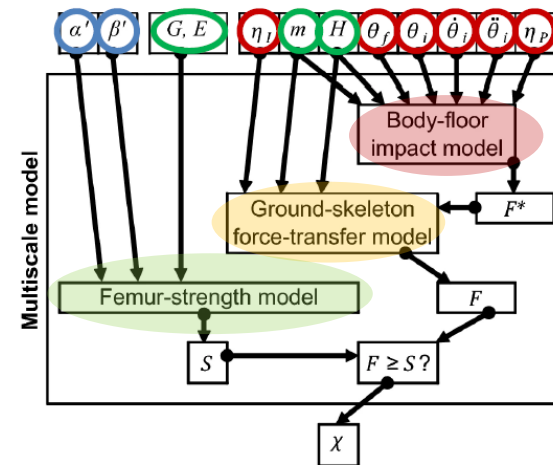 α′ β′ G, E η_I m H θ_f θ_i θ̇_i θ̈_i η_P
Body-floor
impact model
Multiscale model
Ground-skeleton
force-transfer model
F*
Femur-strength model
F
S
F ≥ S?
χ